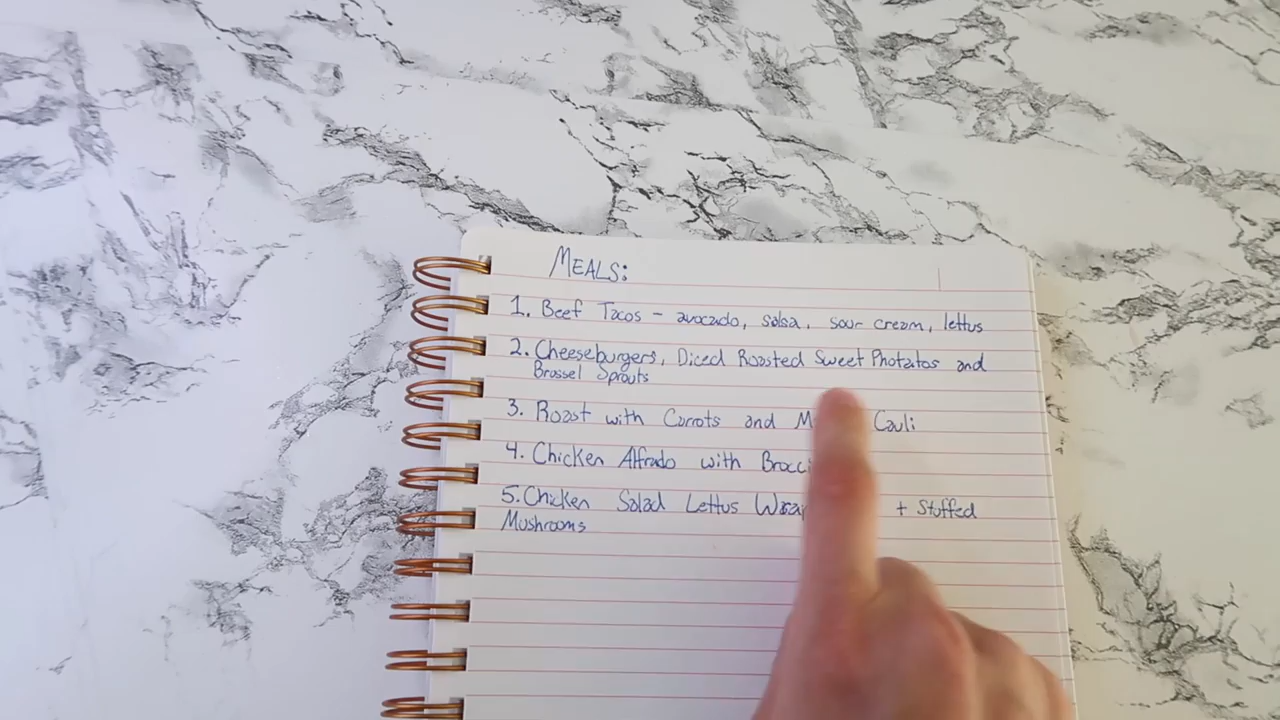 MEALS:
1. Beef Tacos - avocado, salsa, sour cream, lettus
2. Cheeseburgers, Diced Roasted Sweet Photatos and
Brussel Sprouts
3. Roast with Carrots and Cauli
4. Chicken Alfrado with
5. Chicken Salad Lettus + Stuffed
Mushrooms